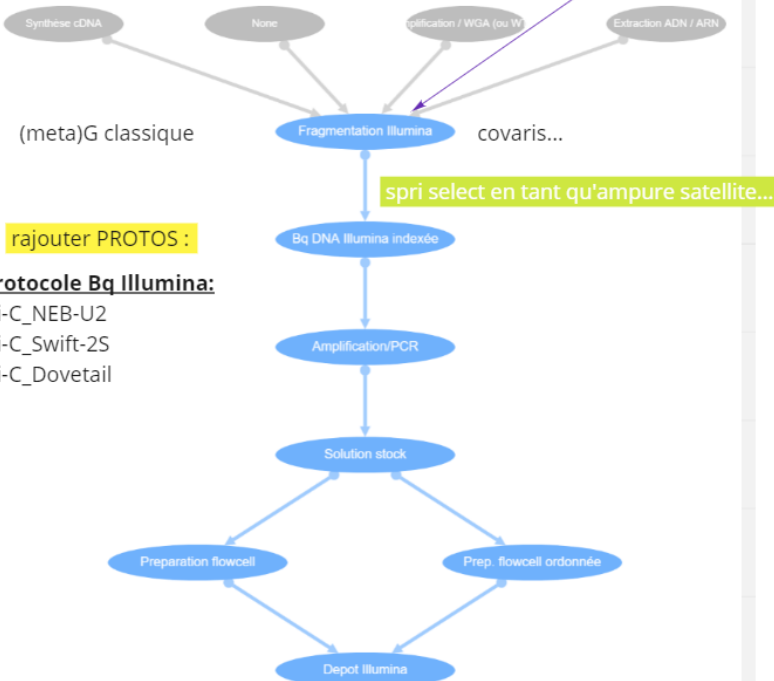 Synthèse cDNA
None
plification / WGA (ou W
Extraction ADN / ARN
(meta)G classique
Fragmentation Illumina
covaris...
spri select en tant qu'ampure satellite...
rajouter PROTOS :
Bq DNA Illumina indexée
rotocole Bq Illumina:
i-C_NEB-U2
i-C_Swift-2S
i-C_Dovetail
Amplification/PCR
Solution stock
Preparation flowcell
Prep. flowcell ordonnée
Depot Illumina